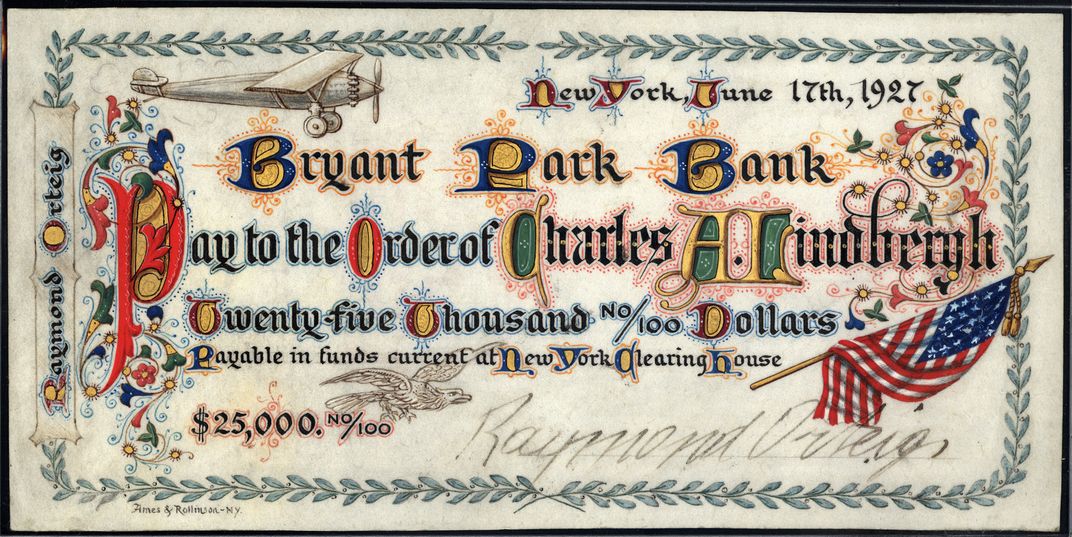 New York, June 17th, 1927
Bryant Park Bank
Pay to the Order of Charles A. Lindbergh
Twenty-five Thousand No/100 Dollars
Payable in funds current at New York Clearing House
$25,000. No/100
Raymond Orteig
Raymond Orteig
Ames & Rollinson-N.Y.